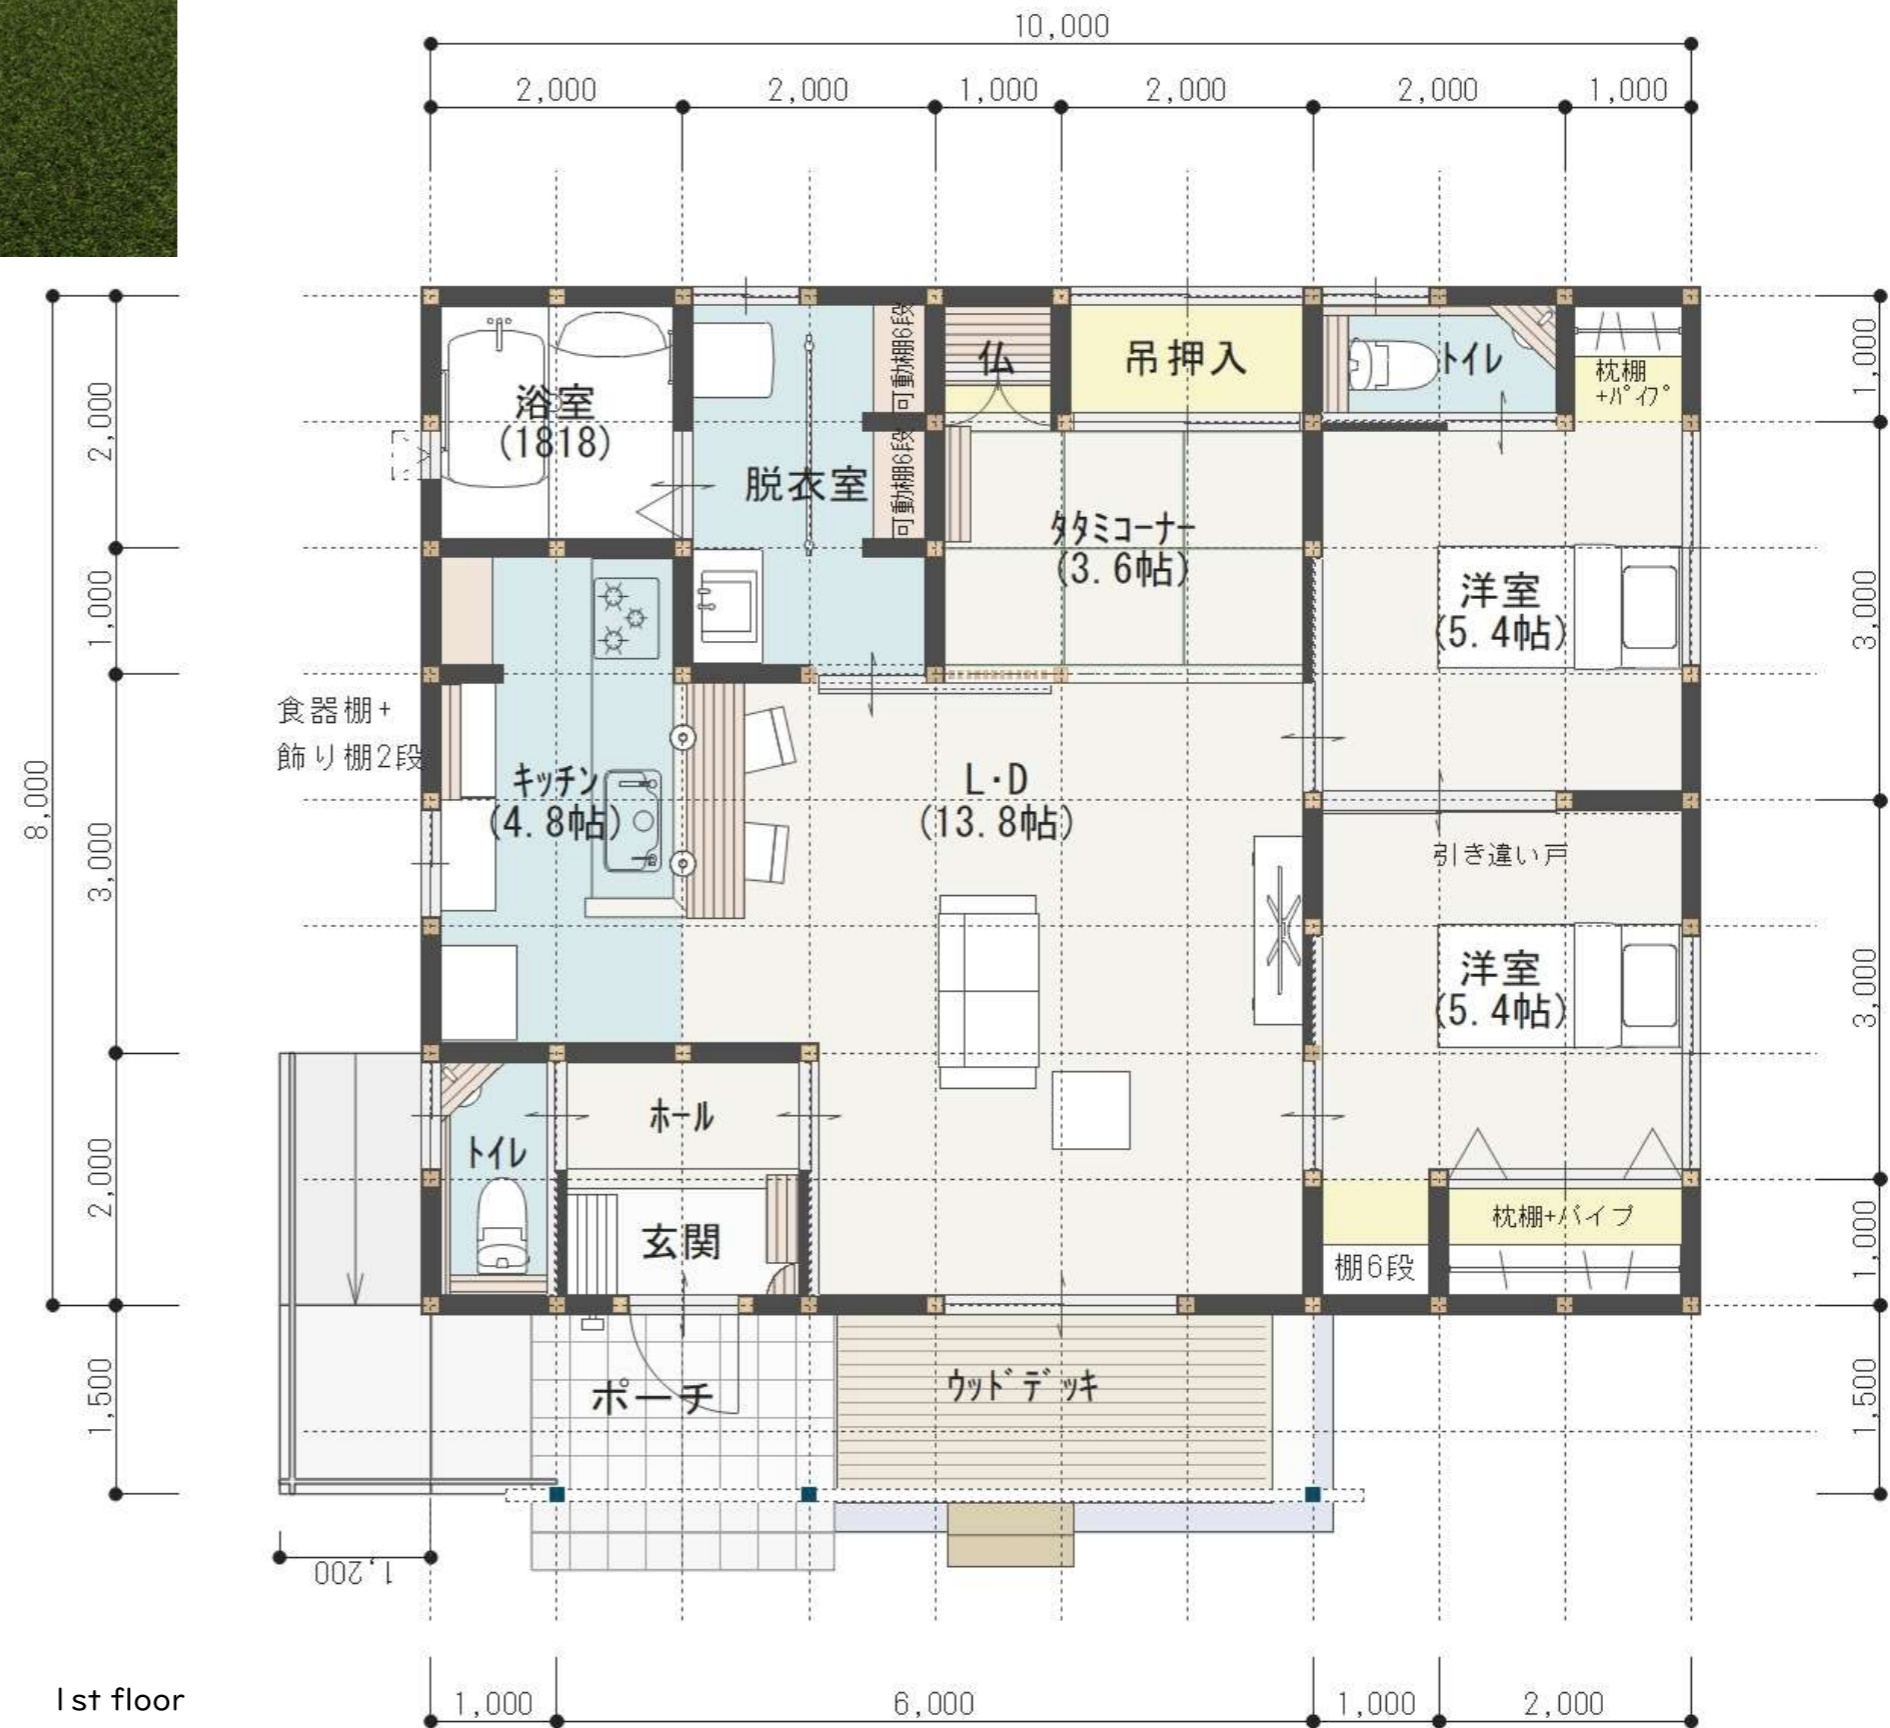 10,000
2,000
2,000
1,000
2,000
2,000
1,000
仏
吊押入
トイレ
枕棚
+パイプ
1,000
可動棚6段
浴室
(1818)
2,000
可動棚6段
脱衣室
タタミコーナー
(3.6帖)
洋室
(5.4帖)
3,000
1,000
食器棚+
飾り棚2段
キッチン
(4.8帖)
L・D
(13.8帖)
8,000
3,000
引き違い戸
洋室
(5.4帖)
3,000
ホール
トイレ
2,000
玄関
枕棚+パイプ
棚6段
1,000
ポーチ
ウッドデッキ
1,500
1,500
1,200
1st floor
1,000
6,000
1,000
2,000